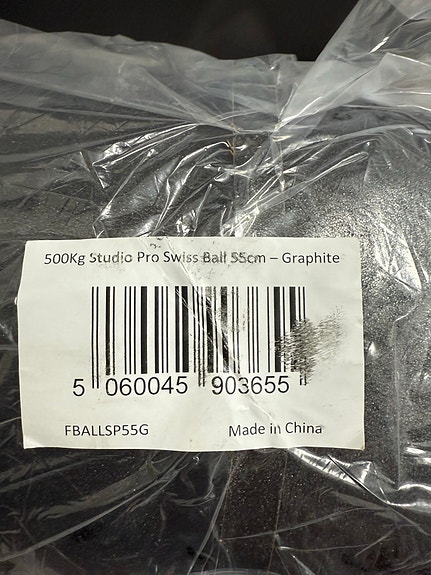 500Kg Studio Pro Swiss Ball 55cm – Graphite
5 060045 903655
FBALLSP55G Made in China